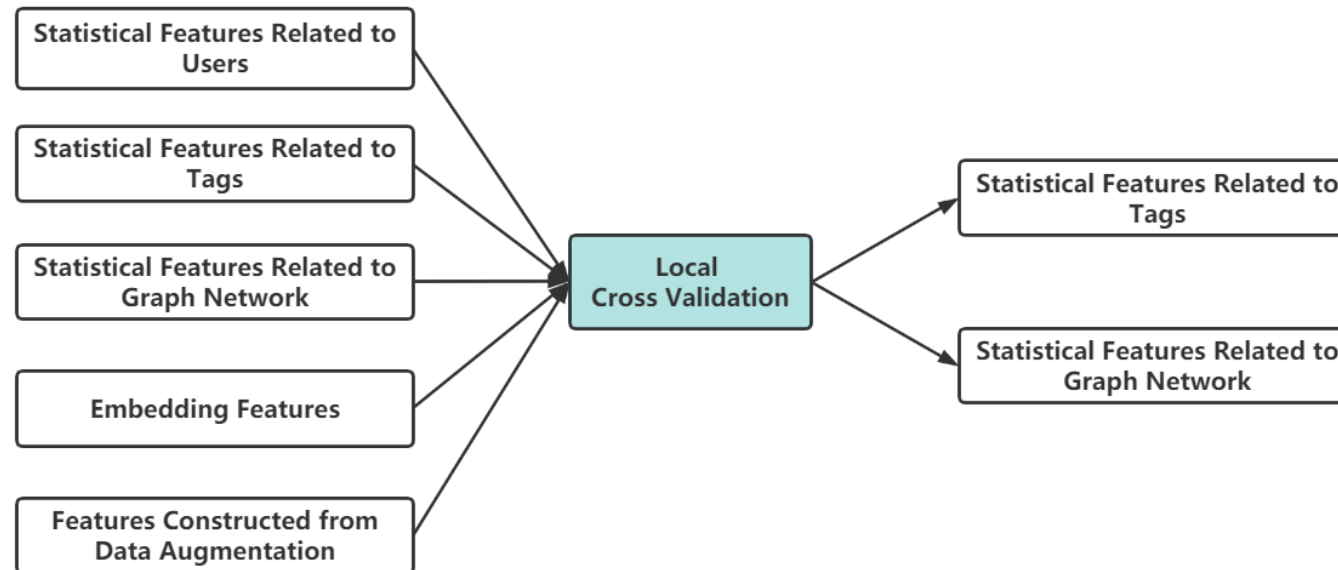 Statistical Features Related to
Users
Statistical Features Related to
Tags
Statistical Features Related to
Graph Network
Embedding Features
Features Constructed from
Data Augmentation
Local
Cross Validation
Statistical Features Related to
Tags
Statistical Features Related to
Graph Network